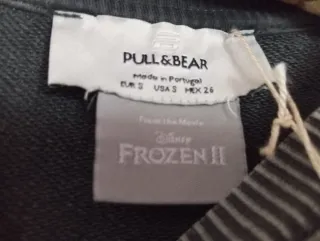 PULL&BEAR
Made in Portugal
EUR S USA S MEX 26
From the Movie
Disney
FROZEN II